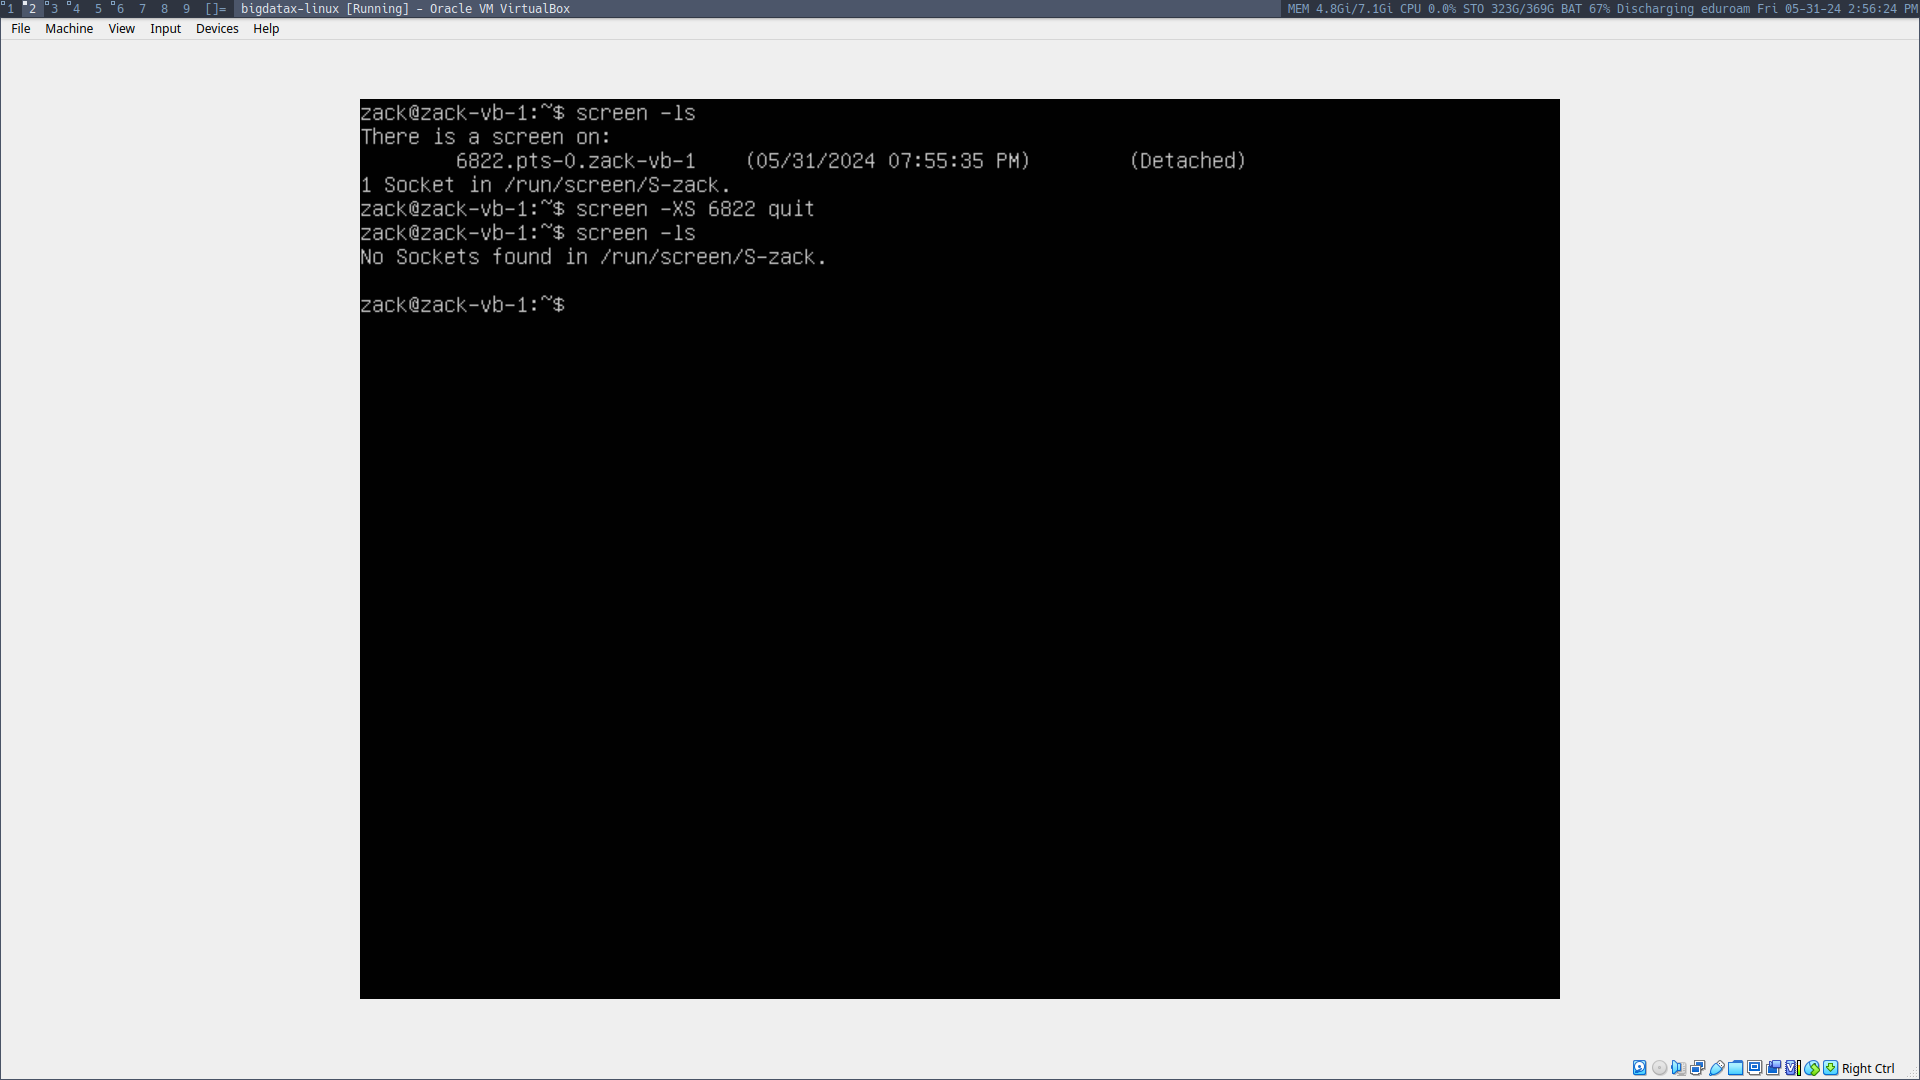 1 2 3 4 5 6 7 8 9 []= bigdatax-linux [Running] - Oracle VM VirtualBox MEM 4.8Gi/7.1Gi CPU 0.0% STO 323G/369G BAT 67% Discharging eduroam Fri 05-31-24 2:56:24 PM
File Machine View Input Devices Help
zack@zack-vb-1:~$ screen -ls
There is a screen on:
6822.pts-0.zack-vb-1 (05/31/2024 07:55:35 PM) (Detached)
1 Socket in /run/screen/S-zack.
zack@zack-vb-1:~$ screen -XS 6822 quit
zack@zack-vb-1:~$ screen -ls
No Sockets found in /run/screen/S-zack.
zack@zack-vb-1:~$
Right Ctrl